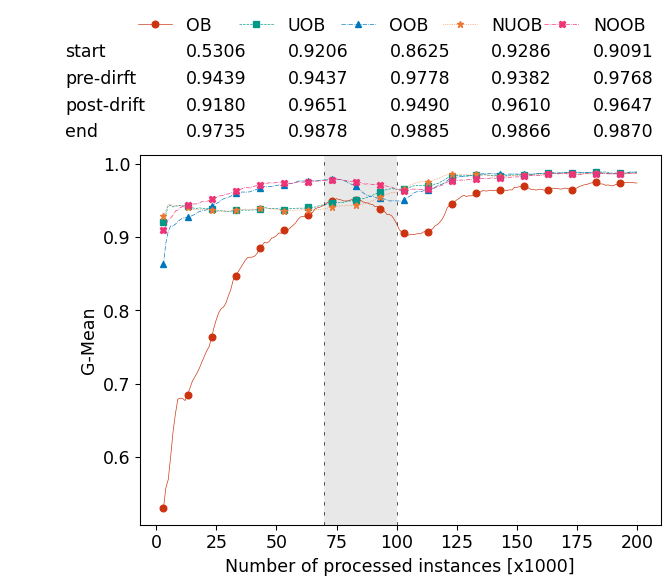 OB UOB OOB NUOB NOOB
start 0.5306 0.9206 0.8625 0.9286 0.9091
pre-dirft 0.9439 0.9437 0.9778 0.9382 0.9768
post-drift 0.9180 0.9651 0.9490 0.9610 0.9647
end 0.9735 0.9878 0.9885 0.9866 0.9870
1.0
0.9
0.8
0.7
0.6
G-Mean
0 25 50 75 100 125 150 175 200
Number of processed instances [x1000]